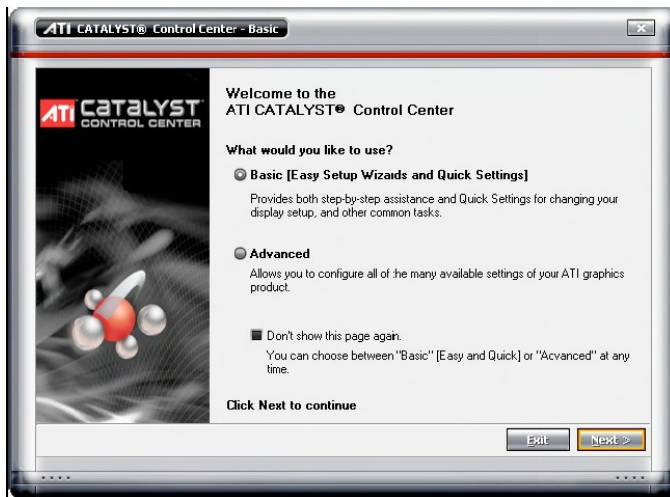 ATI CATALYST® Control Center - Basic
ATI CATALYST
CONTROL CENTER
Welcome to the
ATI CATALYST® Control Center
What would you like to use?
Basic [Easy Setup Wizards and Quick Settings]
Provides both step-by-step assistance and Quick Settings for changing your
display setup, and other common tasks.
Advanced
Allows you to configure all of the many available settings of your ATI graphics
product.
Don't show this page again.
You can choose between "Basic" [Easy and Quick] or "Advanced" at any
time.
Click Next to continue
Exit
Next >